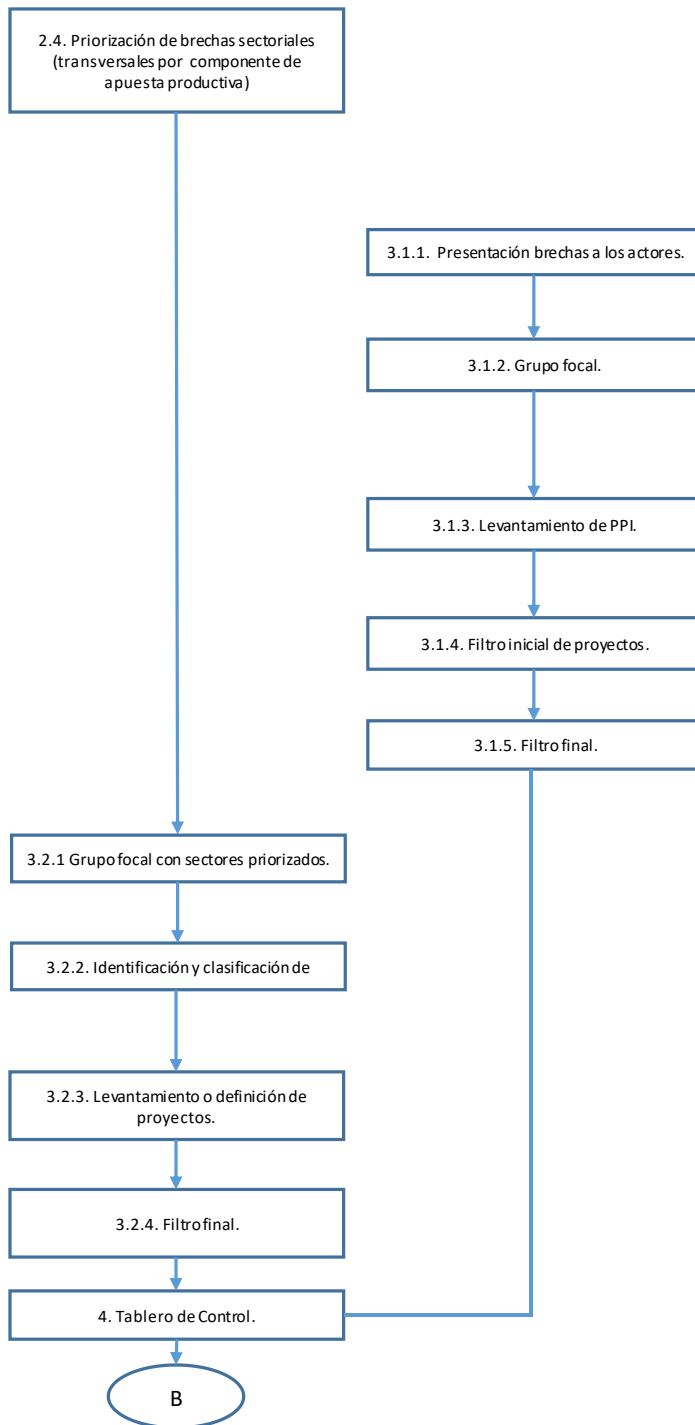 2.4. Priorización de brechas sectoriales
(transversales por componente de
apuesta productiva)
3.1.1. Presentación brechas a los actores.
3.1.2. Grupo focal.
3.1.3. Levantamiento de PPI.
3.1.4. Filtro inicial de proyectos.
3.1.5. Filtro final.
3.2.1 Grupo focal con sectores priorizados.
3.2.2. Identificación y clasificación de
3.2.3. Levantamiento o definición de
proyectos.
3.2.4. Filtro final.
4. Tablero de Control.
B